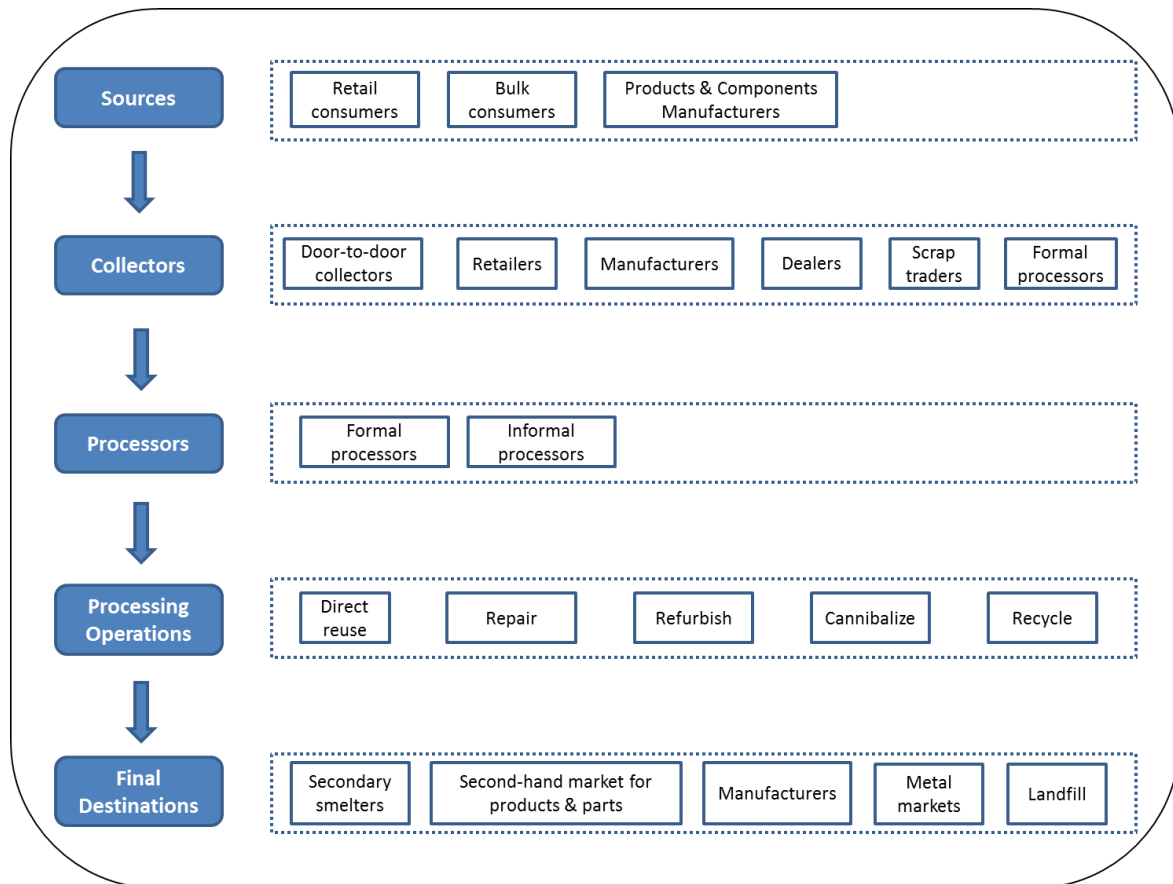 Sources
Retail
consumers
Bulk
consumers
Products & Components
Manufacturers
Collectors
Door-to-door
collectors
Retailers
Manufacturers
Dealers
Scrap
traders
Formal
processors
Processors
Formal
processors
Informal
processors
Processing
Operations
Direct
reuse
Repair
Refurbish
Cannibalize
Recycle
Final
Destinations
Secondary
smelters
Second-hand market for
products & parts
Manufacturers
Metal
markets
Landfill